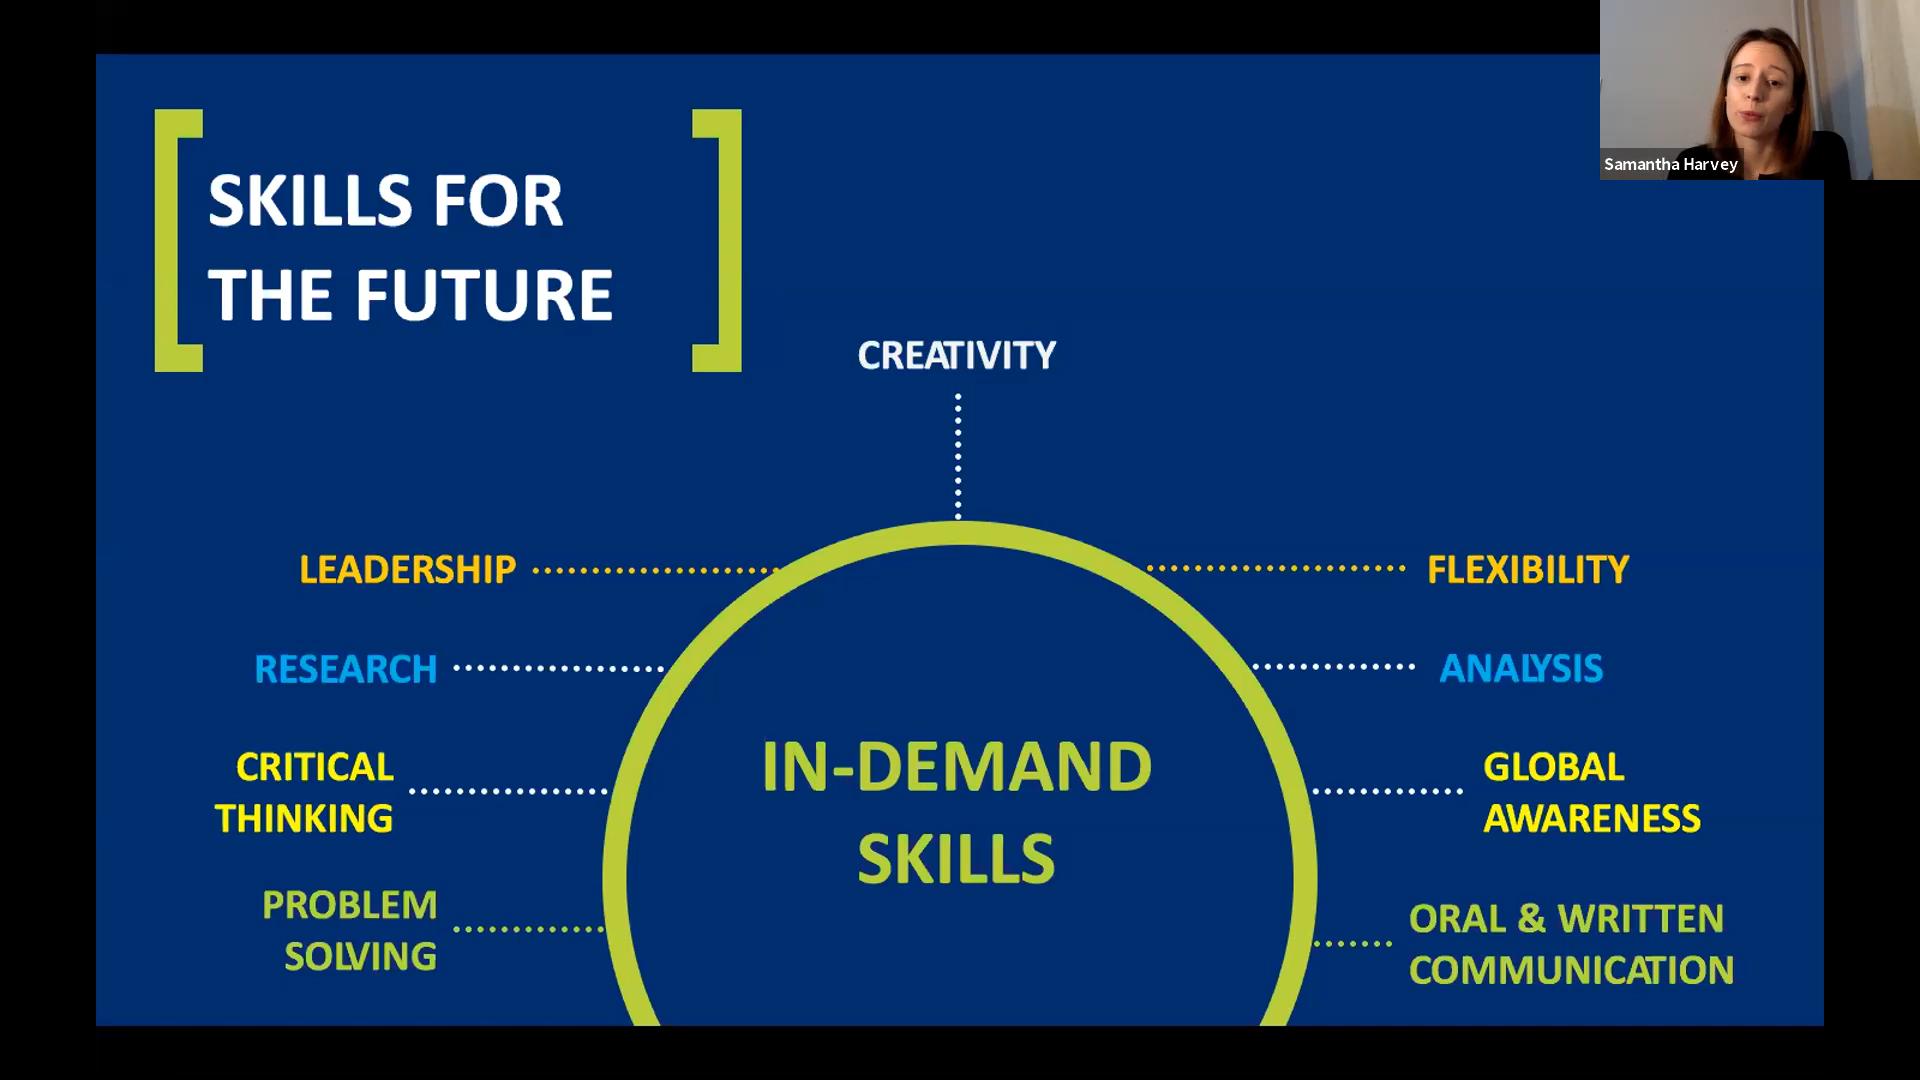 SKILLS FOR
THE FUTURE
Samantha Harvey
CREATIVITY
LEADERSHIP
FLEXIBILITY
RESEARCH
ANALYSIS
CRITICAL
THINKING
GLOBAL
AWARENESS
IN-DEMAND
SKILLS
PROBLEM
SOLVING
ORAL & WRITTEN
COMMUNICATION